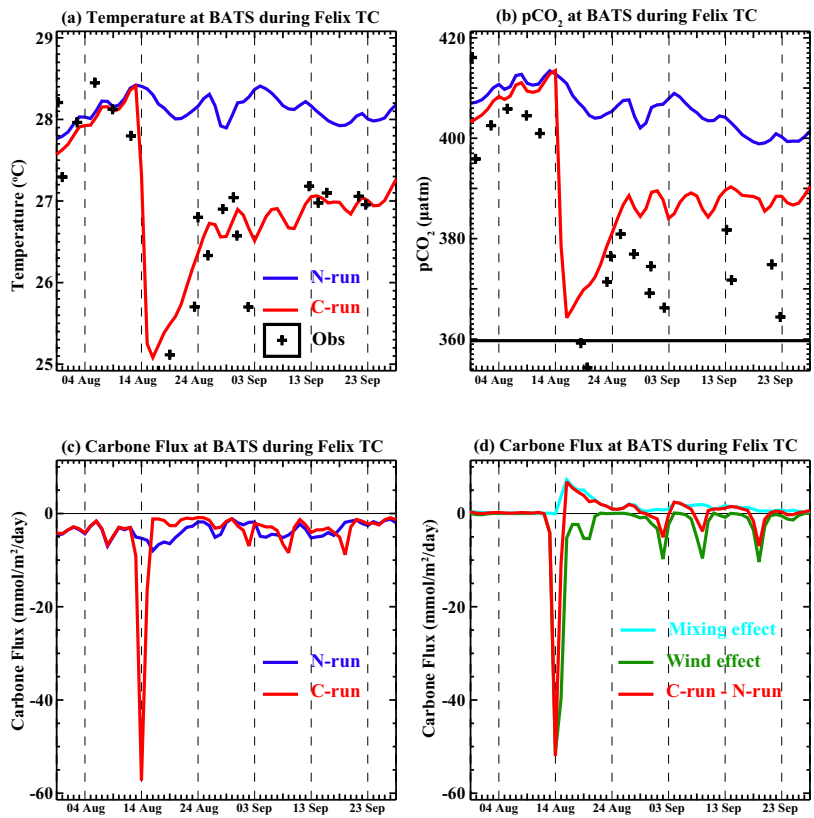 (a) Temperature at BATS during Felix TC
29
28
27
26
25
Temperature (°C)
N-run
C-run
Obs
04 Aug 14 Aug 24 Aug 03 Sep 13 Sep 23 Sep
(b) pCO₂ at BATS during Felix TC
420
400
380
360
pCO₂ (μatm)
04 Aug 14 Aug 24 Aug 03 Sep 13 Sep 23 Sep
(c) Carbone Flux at BATS during Felix TC
0
-20
-40
-60
Carbone Flux (mmol/m²/day)
N-run
C-run
04 Aug 14 Aug 24 Aug 03 Sep 13 Sep 23 Sep
(d) Carbone Flux at BATS during Felix TC
0
-20
-40
-60
Carbone Flux (mmol/m²/day)
Mixing effect
Wind effect
C-run - N-run
04 Aug 14 Aug 24 Aug 03 Sep 13 Sep 23 Sep